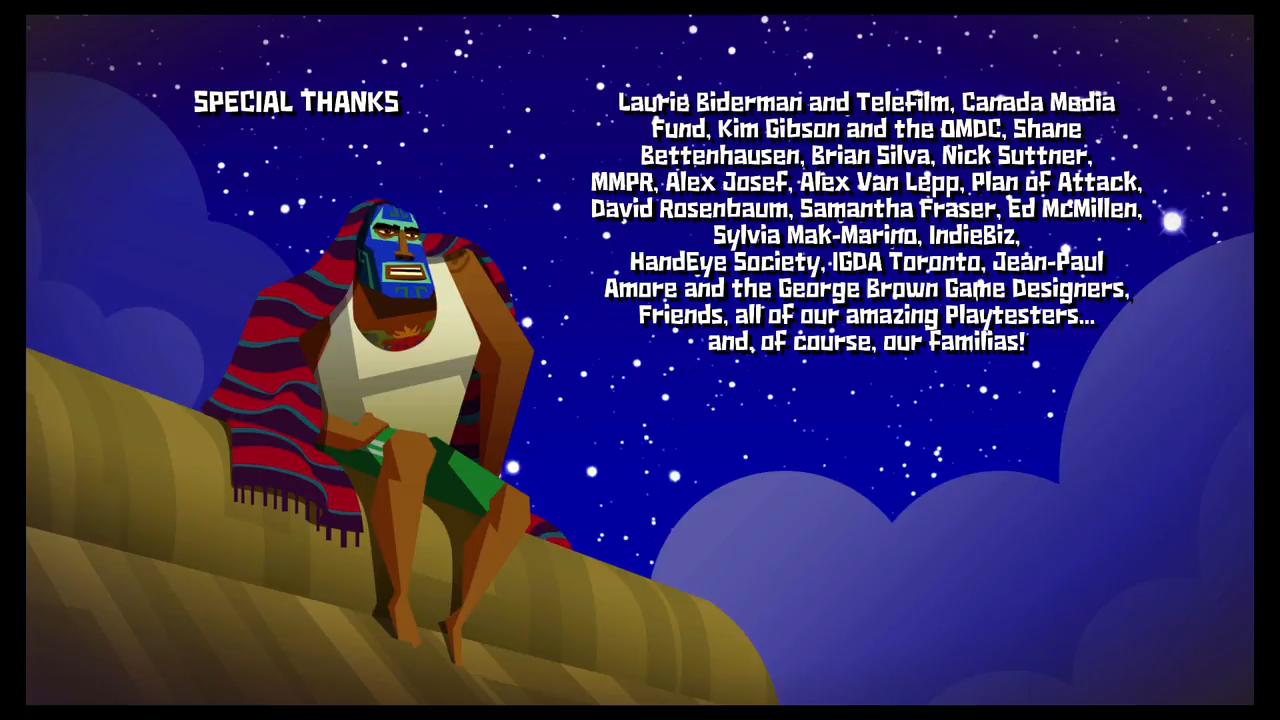 SPECIAL THANKS
Laurie Biderman and Telefilm, Canada Media
Fund, Kim Gibson and the OMDC, Shane
Bettenhausen, Brian Silva, Nick Suttner,
MMPR, Alex Josef, Alex Van Lepp, Plan of Attack,
David Rosenbaum, Samantha Fraser, Ed McMillen,
Sylvia Mak-Marino, IndieBiz,
HandEye Society, IGDA Toronto, Jean-Paul
Amore and the George Brown Game Designers,
Friends, all of our amazing Playtesters...
and, of course, our familias!